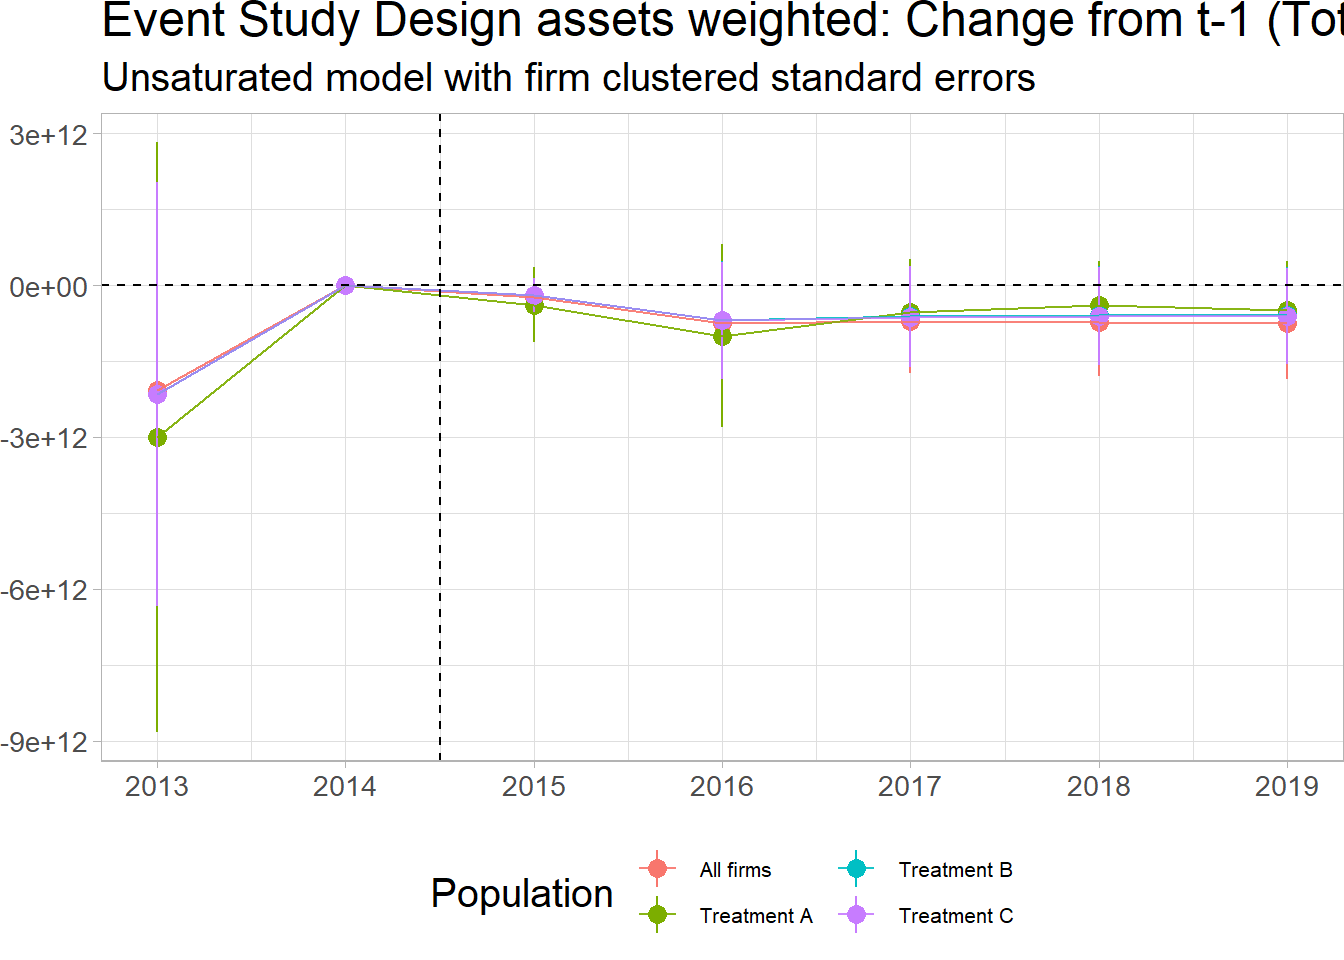 Event Study Design assets weighted: Change from t-1 (Tot
Unsaturated model with firm clustered standard errors
3e+12
0e+00
-3e+12
-6e+12
-9e+12
2013 2014 2015 2016 2017 2018 2019
Population
All firms
Treatment A
Treatment B
Treatment C